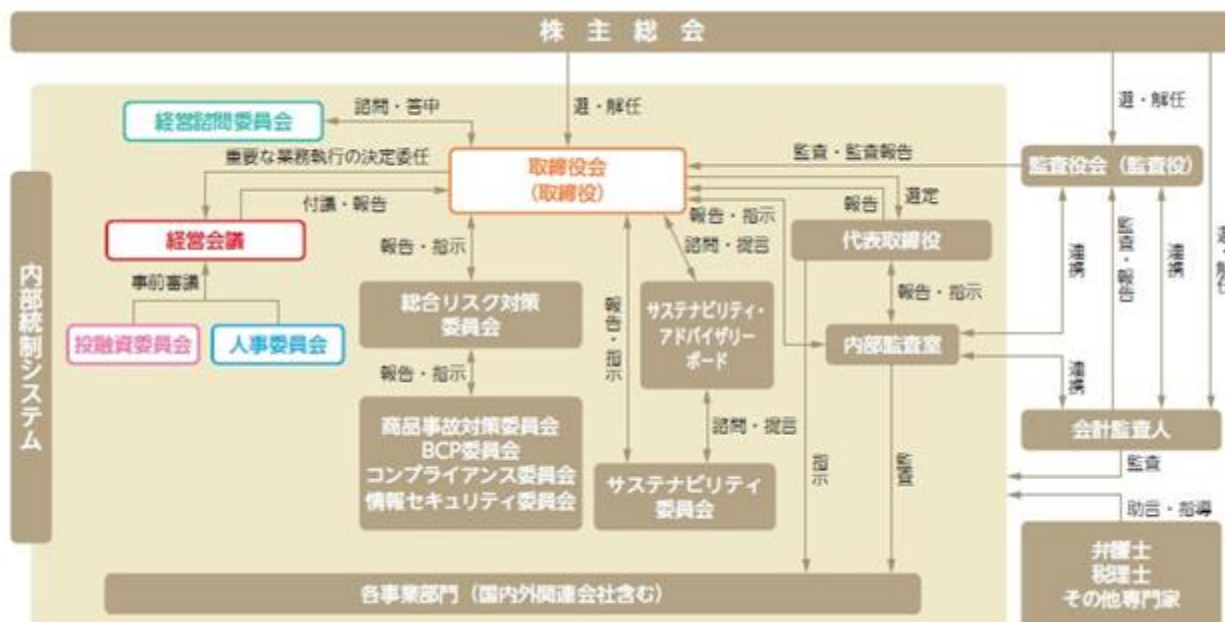 株主総会
諮問・答申
選・解任
選・解任
経営諮問委員会
重要な業務執行の決定委任
取締役会
（取締役）
監査・監査報告
監査役会（監査役）
付議・報告
報告・指示
報告
選定
経営会議
報告・指示
諮問・提言
代表取締役
連携
監査・報告
連携
選・解任
内部統制システム
事前審議
総合リスク対策
委員会
報告・指示
サステナビリティ・
アドバイザリー
ボード
報告・指示
投融資委員会
人事委員会
内部監査室
報告・指示
連携
商品事故対策委員会
BCP委員会
コンプライアンス委員会
情報セキュリティ委員会
諮問・提言
会計監査人
サステナビリティ
委員会
指示
監査
監査
助言・指導
弁護士
税理士
その他専門家
各事業部門（国内外関連会社含む）